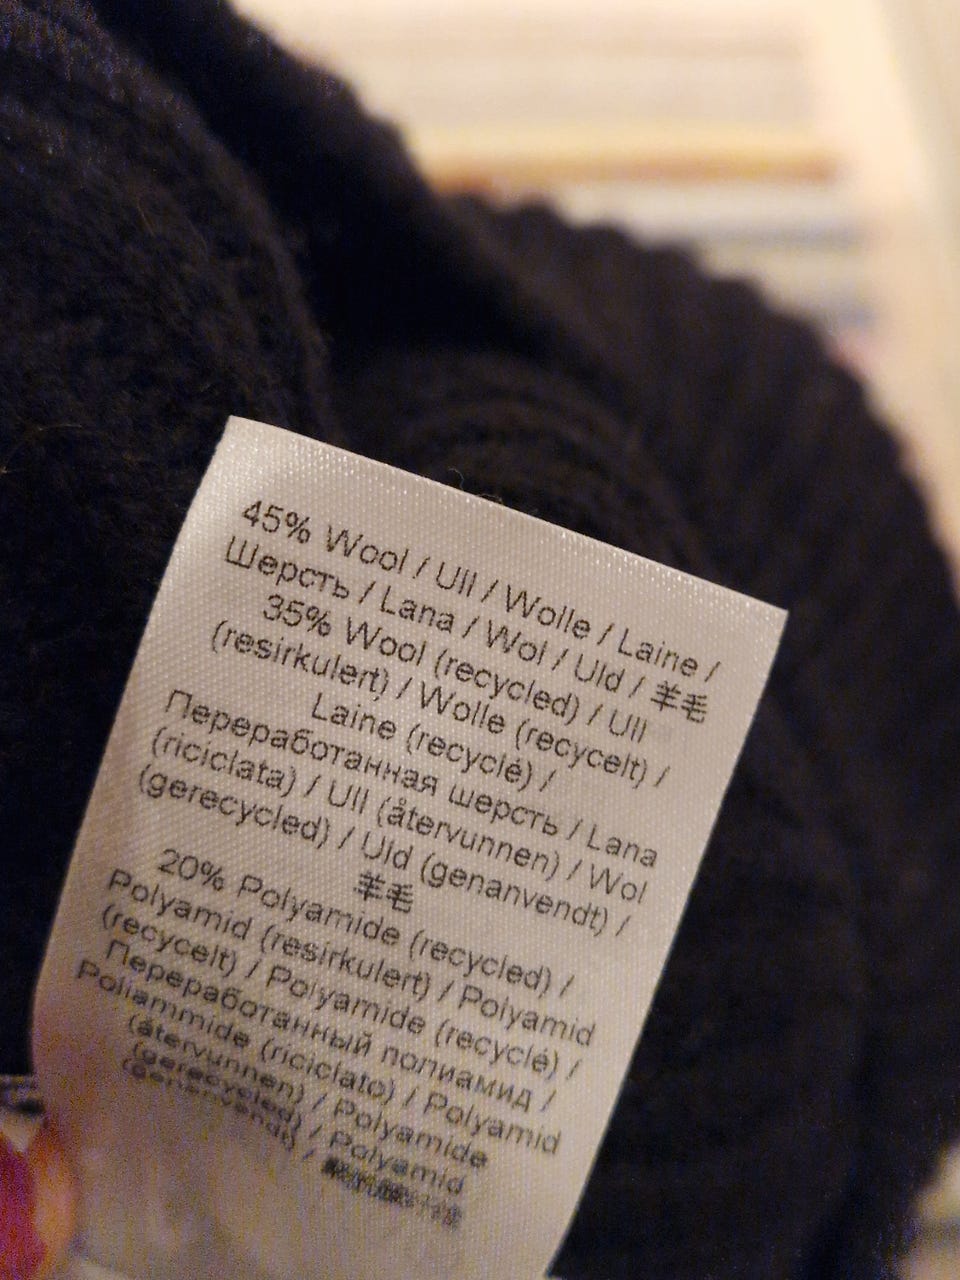 45% Wool / Ull / Wolle / Laine /
Шерсть / Lana / Wol / Uld / 羊毛
35% Wool (recycled) / Ull
(resirkulert) / Wolle (recycelt) /
Laine (recyclé) /
Переработанная шерсть / Lana
(riciclata) / Ull (återvunnen) / Wol
(gerecycled) / Uld (genanvendt) /
羊毛
20% Polyamide (recycled) /
Polyamid (resirkulert) / Polyamid
(recycelt) / Polyamide (recyclé) /
Переработанный полиамид /
Poliammide (riciclato) / Polyamid
(återvunnen) / Polyamide
(gerecycled) / Polyamid
(genanvendt) /